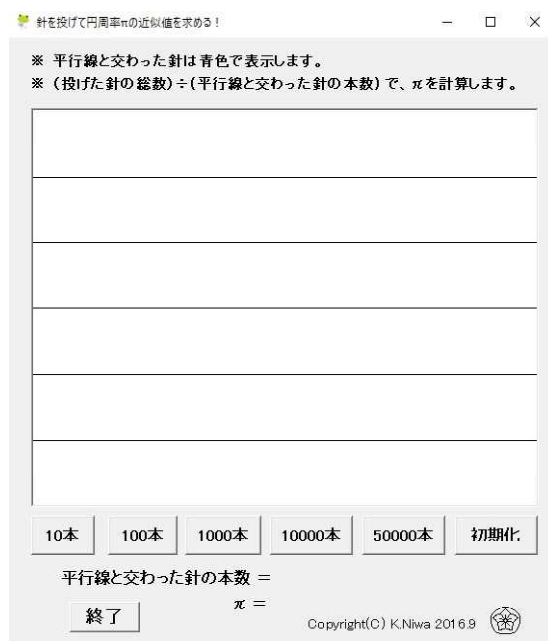 針を投げて円周率πの近似値を求める！
※ 平行線と交わった針は青色で表示します。
※ (投げた針の総数)÷(平行線と交わった針の本数) で、πを計算します。
10本 100本 1000本 10000本 50000本 初期化
平行線と交わった針の本数 =
π =
終了
Copyright(C) K.Niwa 2016.9